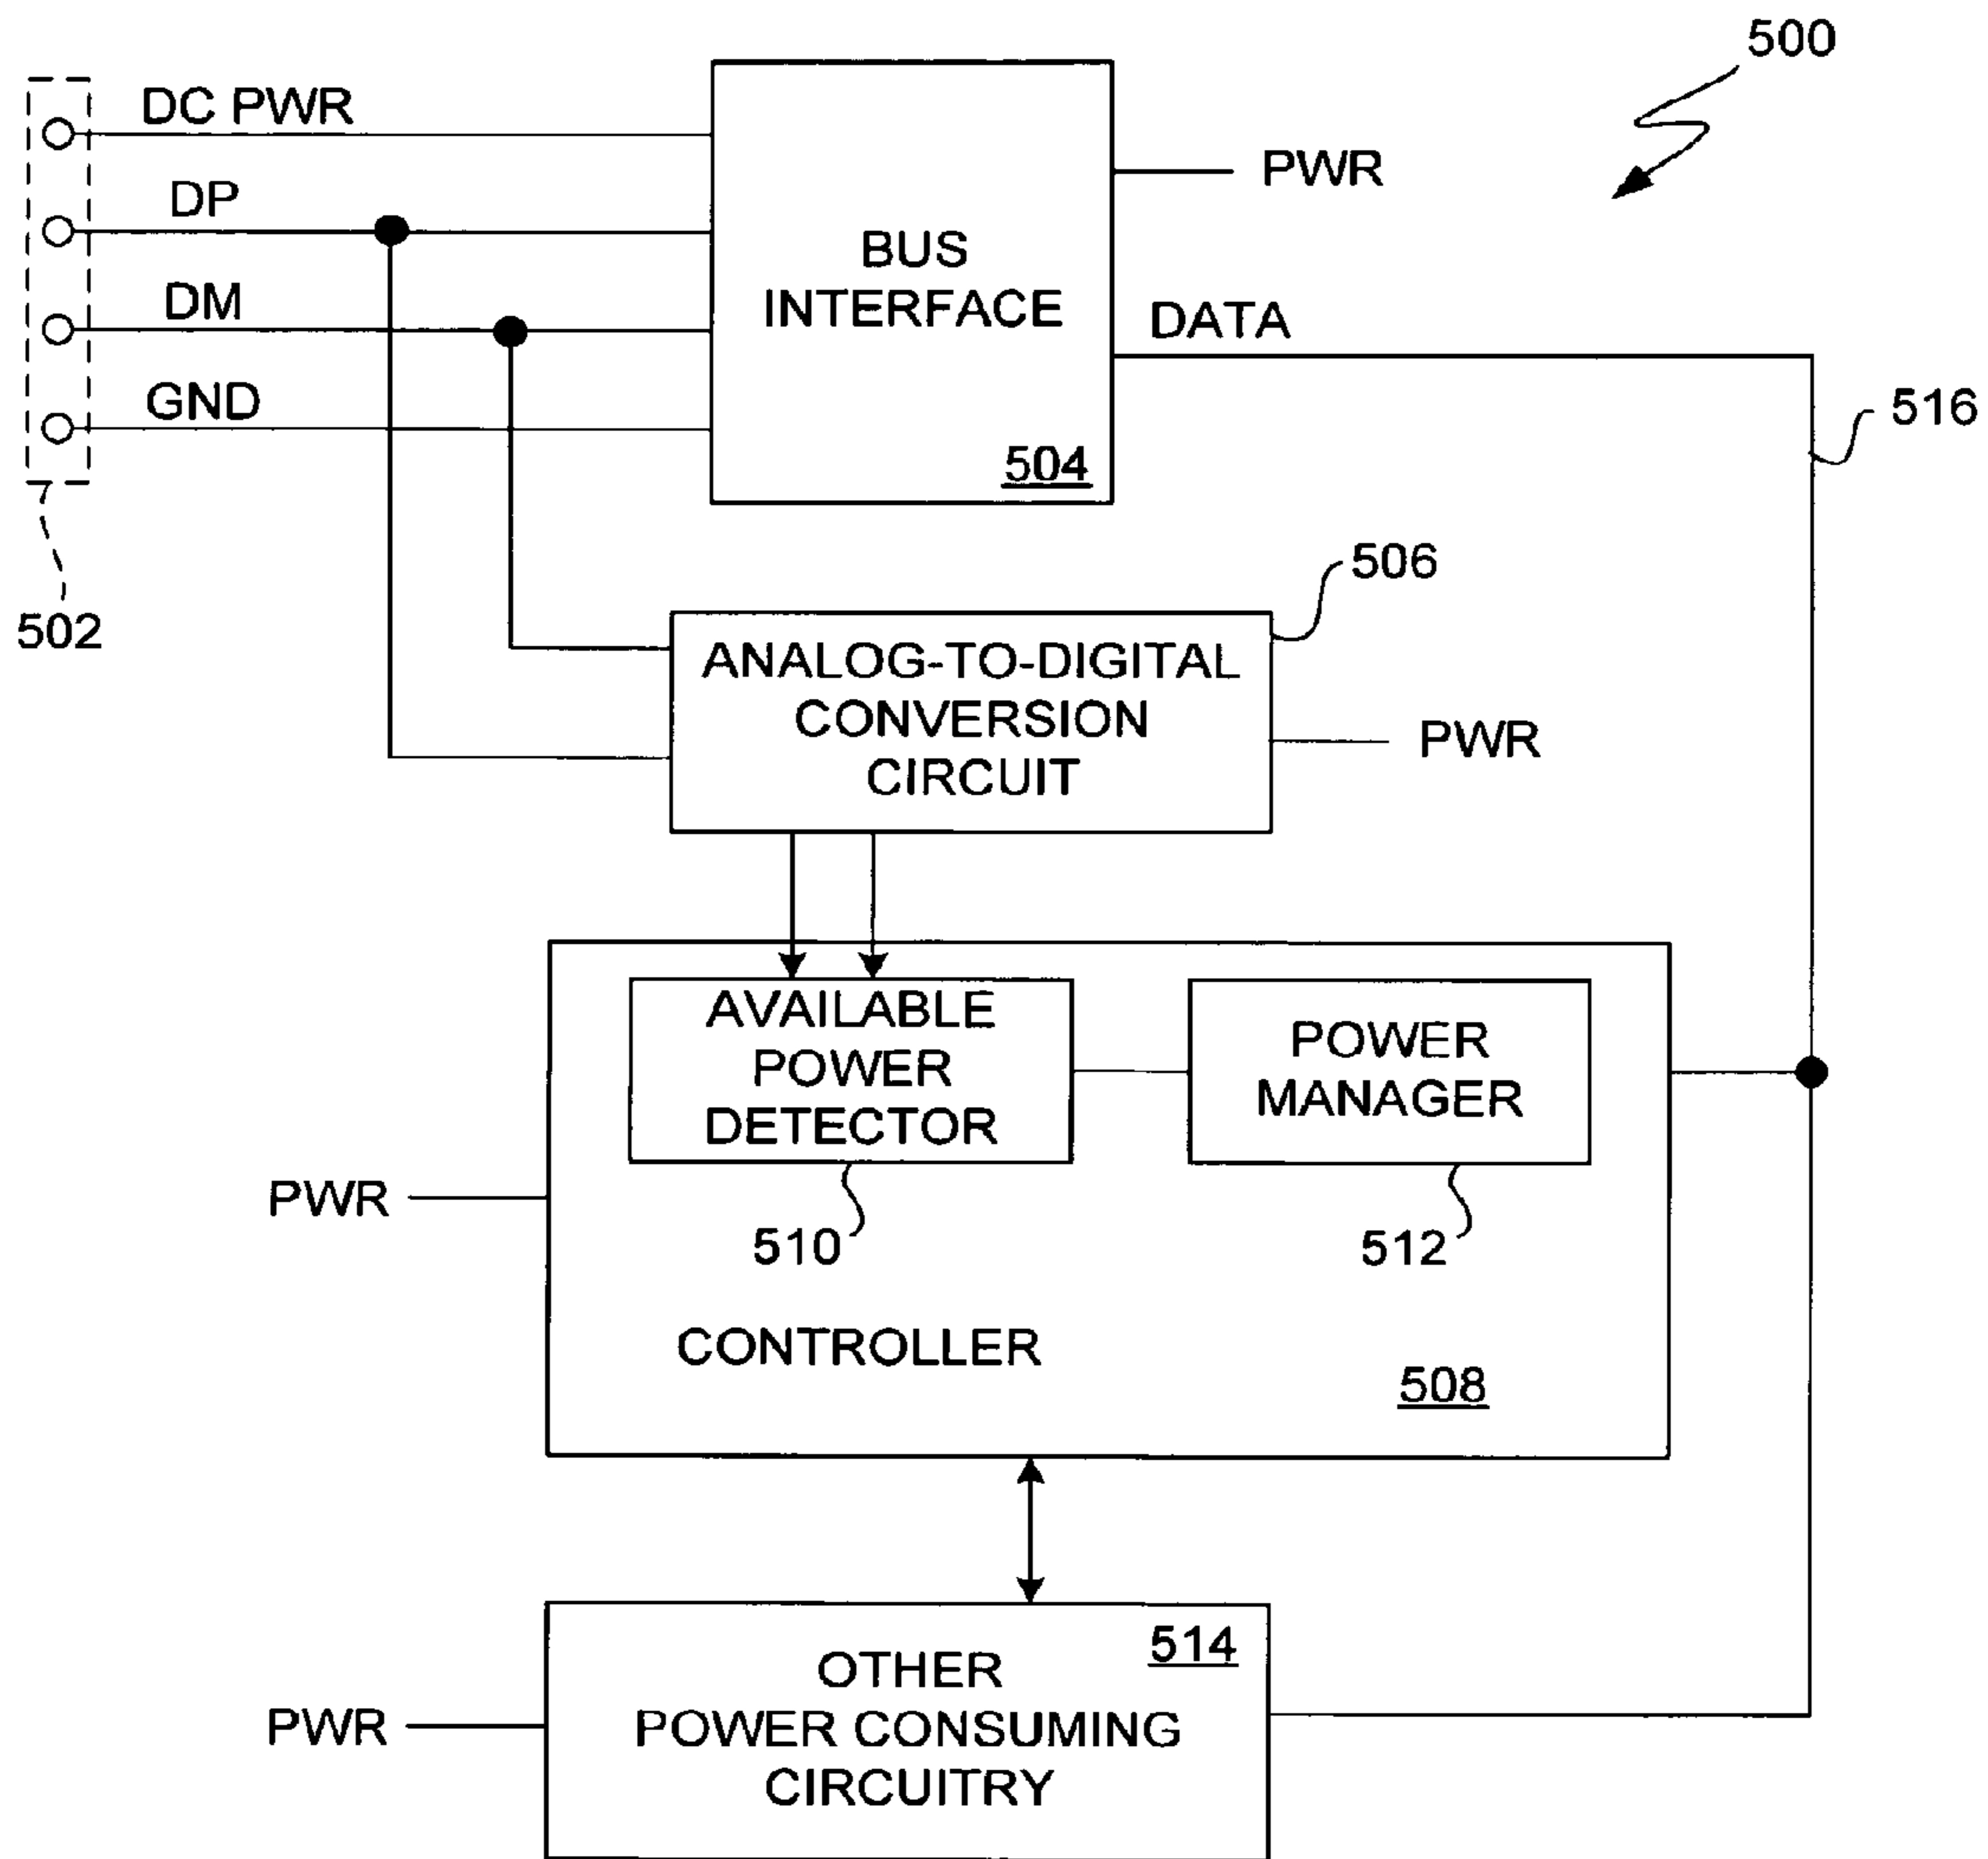 500
DC PWR
DP
DM
GND
502
BUS
INTERFACE
504
PWR
DATA
516
506
ANALOG-TO-DIGITAL
CONVERSION
CIRCUIT
PWR
AVAILABLE
POWER
DETECTOR
510
POWER
MANAGER
512
PWR
CONTROLLER
508
514
OTHER
POWER CONSUMING
CIRCUITRY
PWR